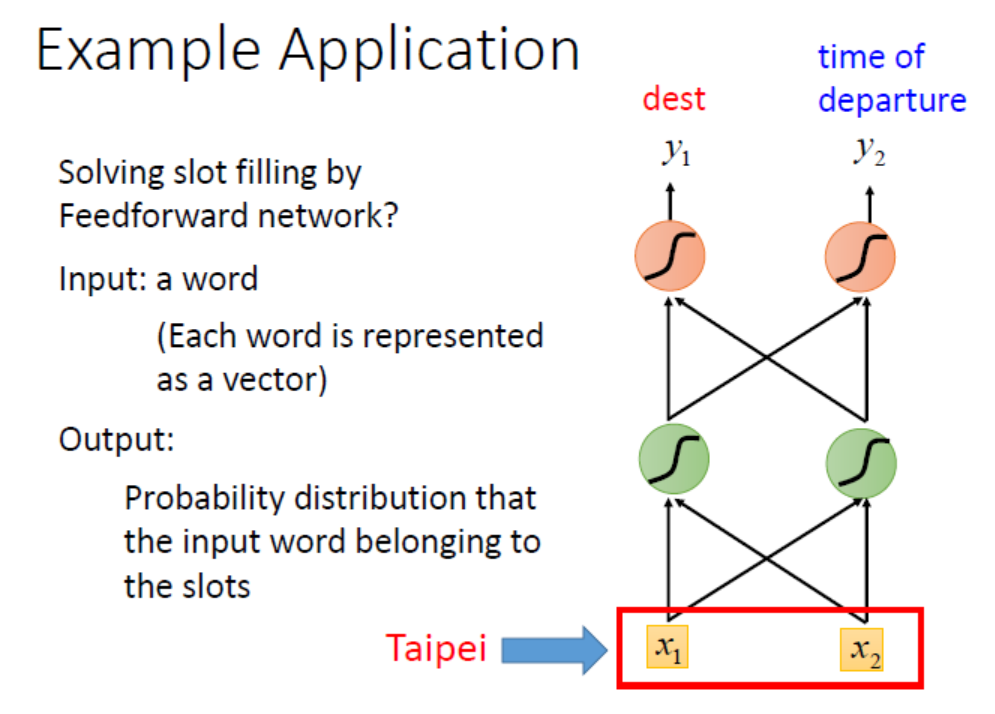 Example Application
time of
departure
dest
y₁
y₂
Solving slot filling by
Feedforward network?
Input: a word
(Each word is represented
as a vector)
Output:
Probability distribution that
the input word belonging to
the slots
Taipei
x₁
x₂